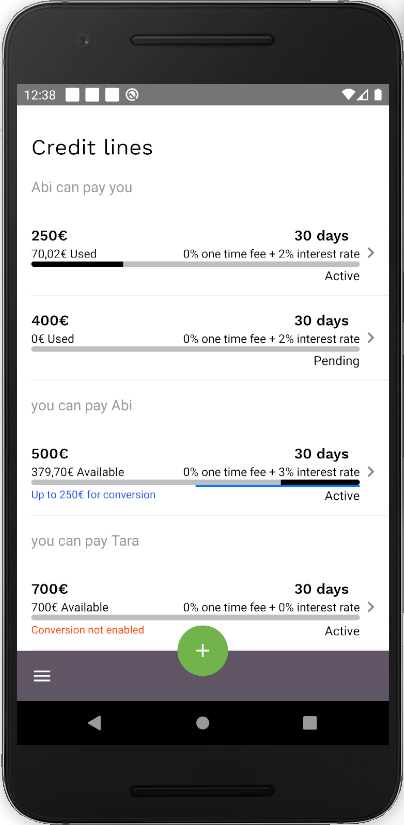 12:38
Credit lines
Abi can pay you
250€ 30 days
70,02€ Used 0% one time fee + 2% interest rate
Active
400€ 30 days
0€ Used 0% one time fee + 2% interest rate
Pending
you can pay Abi
500€ 30 days
379,70€ Available 0% one time fee + 3% interest rate
Up to 250€ for conversion Active
you can pay Tara
700€ 30 days
700€ Available 0% one time fee + 0% interest rate
Conversion not enabled Active
+